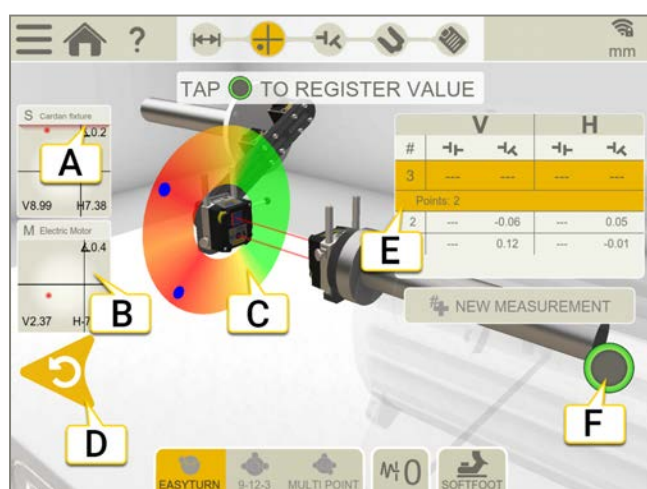 ?
mm
TAP TO REGISTER VALUE
S Cardan fixture
0.2
A
V8.99 H7.38
M Electric Motor
0.4
B
V2.37 H-7
C
D
V H
#
3 --- --- --- ---
Points: 2
2 --- -0.06 --- 0.05
--- 0.12 --- -0.01
E
# NEW MEASUREMENT
F
EASYTURN 9-12-3 MULTI POINT 0 SOFTFOOT